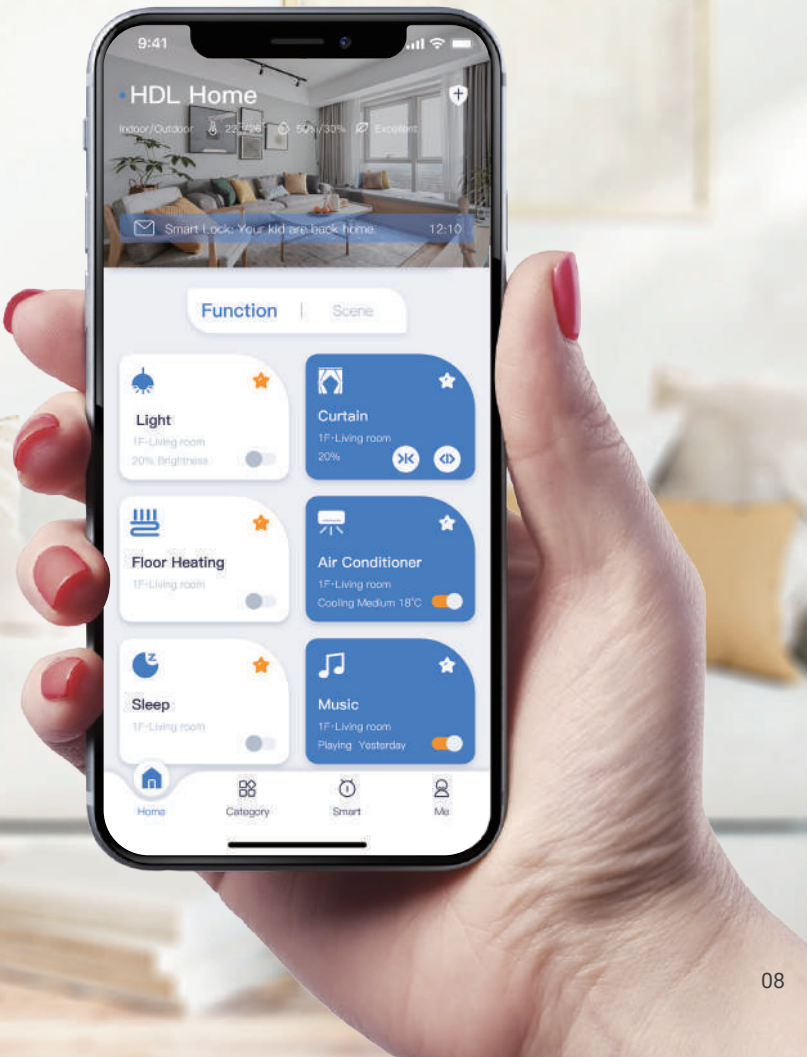 9:41
HDL Home
Indoor/Outdoor 50%/30% Excellent
Smart Lock: Your kid are back home. 12:10
Function | Scene
Light
1F-Living room
20% Brightness
Curtain
1F-Living room
20%
Floor Heating
1F-Living room
Air Conditioner
1F-Living room
Cooling Medium 18°C
Z
Sleep
1F-Living room
Music
1F-Living room
Playing Yesterday
Home Category Smart Me
08